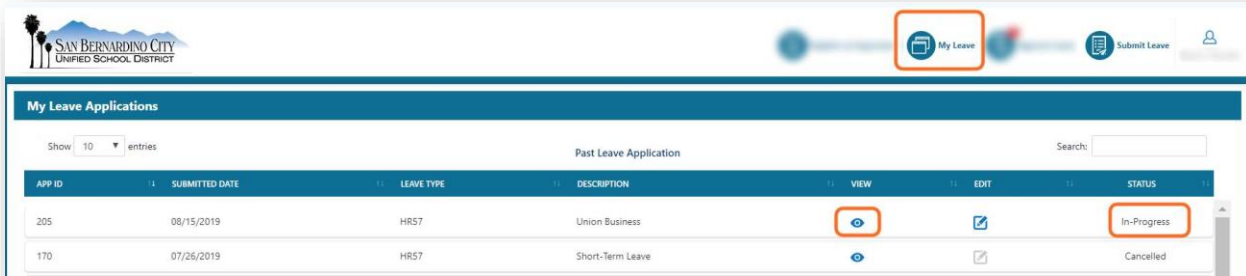 SAN BERNARDINO CITY
UNIFIED SCHOOL DISTRICT
My Leave
Submit Leave
My Leave Applications
Show 10 entries
Past Leave Application
Search:
APP ID SUBMITTED DATE LEAVE TYPE DESCRIPTION VIEW EDIT STATUS
205 08/15/2019 HR57 Union Business In-Progress
170 07/26/2019 HR57 Short-Term Leave Cancelled